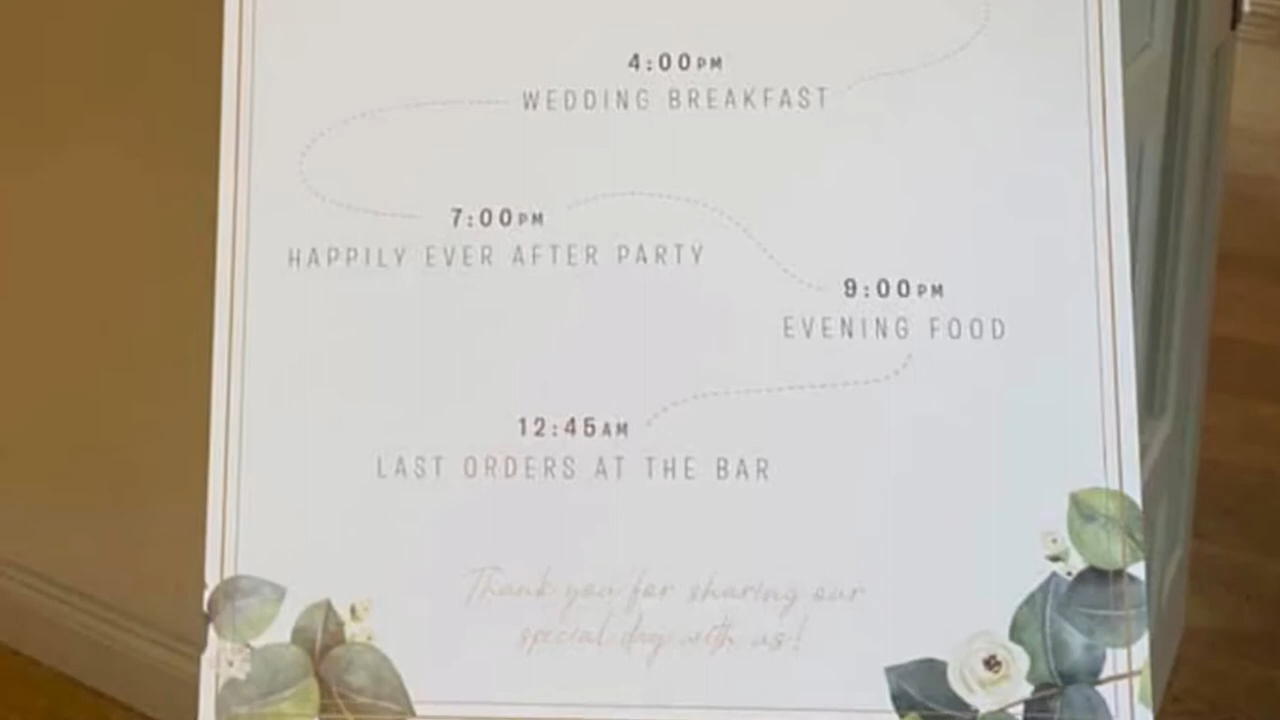 4:00PM
WEDDING BREAKFAST
7:00PM
HAPPILY EVER AFTER PARTY
9:00PM
EVENING FOOD
12:45AM
LAST ORDERS AT THE BAR
Thank you for sharing our
special day with us!